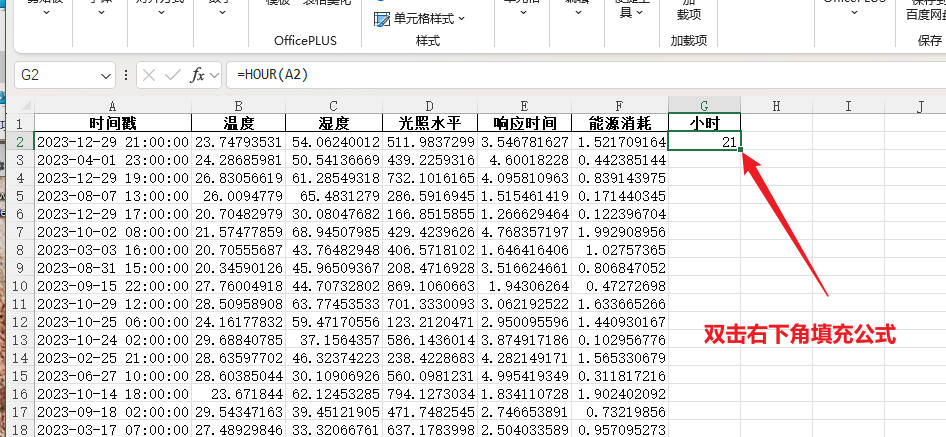 单元格样式
OfficePLUS
样式
加载项
保存
G2
fx
=HOUR(A2)
A B C D E F G H I J
1 时间戳 温度 湿度 光照水平 响应时间 能源消耗 小时
2 2023-12-29 21:00:00 23.74793531 54.06240012 511.9837299 3.546781627 1.521709164 21
3 2023-04-01 23:00:00 24.28685981 50.54136669 439.2259316 4.60018228 0.442385144
4 2023-12-29 19:00:00 26.83056619 61.28549318 732.1016165 4.095810963 0.839143975
5 2023-08-07 13:00:00 26.0094779 65.4831279 286.5916945 1.515461419 0.171440345
6 2023-12-29 17:00:00 20.70482979 30.08047682 166.8515855 1.266629464 0.122396704
7 2023-10-02 08:00:00 21.57477859 68.94507985 429.4239626 4.768357197 1.992908956
8 2023-03-03 16:00:00 20.70555687 43.76482948 406.5718102 1.646416406 1.02757365
9 2023-08-31 15:00:00 20.34590126 45.96509367 208.4716928 3.516624661 0.806847052
10 2023-09-15 22:00:00 27.76004918 44.70732802 869.1060663 1.94306264 0.47272698
11 2023-10-29 12:00:00 28.50958908 63.77453533 701.3330093 3.062192522 1.633665266
12 2023-10-25 06:00:00 24.16177832 59.47170556 123.2120471 2.950095596 1.440930167
13 2023-10-24 02:00:00 29.68840785 37.1564357 586.1436014 3.874917186 0.102956776
14 2023-02-25 21:00:00 28.63597702 46.32374223 238.4228683 4.282149171 1.565330679
15 2023-06-27 10:00:00 28.60385044 30.10906926 560.0981231 4.995419349 0.311817216
16 2023-10-14 18:00:00 23.671844 62.12453285 794.1273034 1.834110728 1.902402092
17 2023-09-18 02:00:00 29.54347163 39.45121905 471.7482545 2.746653891 0.73219856
18 2023-03-17 07:00:00 27.48929846 33.32066761 637.1783998 2.504033589 0.957095273
双击右下角填充公式